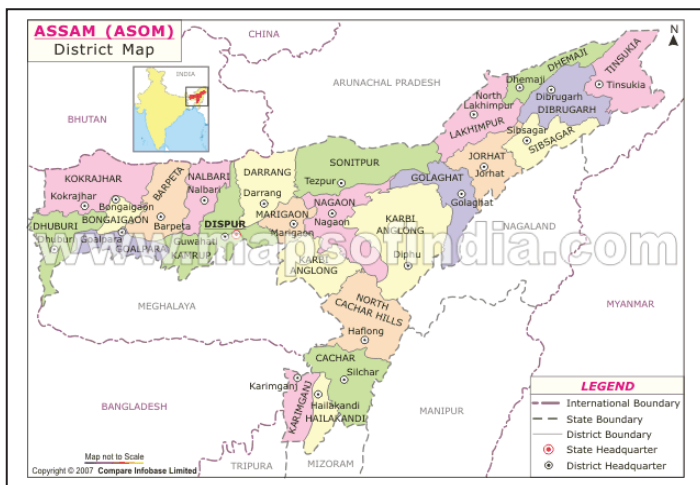 ASSAM (ASOM)
District Map
INDIA
CHINA
N
BHUTAN
ARUNACHAL PRADESH
TINSUKIA
Tinsukia
DHEMAJI
Dhemaji
North
Lakhimpur
LAKHIMPUR
Dibrugarh
DIBRUGARH
Sibsagar
SIBSAGAR
JORHAT
Jorhat
GOLAGHAT
Golaghat
SONITPUR
Tezpur
DARRANG
Darrang
KOKRAJHAR
Kokrajhar
Bongaigaon
BONGAIGAON
BARPETA
Barpeta
NALBARI
Nalbari
DHUBURI
Dhuburi
Goalpara
GOALPARA
DISPUR
Guwahati
KAMRUP
MARIGAON
Marigaon
NAGAON
Nagaon
KARBI
ANGLONG
Diphu
KARBI
ANGLONG
www.mapsofindia.com
NAGALAND
MEGHALAYA
NORTH
CACHAR HILLS
Haflong
MYANMAR
CACHAR
Silchar
Karimganj
KARIMGANJ
Hailakandi
HAILAKANDI
BANGLADESH
MANIPUR
TRIPURA
MIZORAM
LEGEND
International Boundary
State Boundary
District Boundary
State Headquarter
District Headquarter
Map not to Scale
Copyright © 2007 Compare Infobase Limited